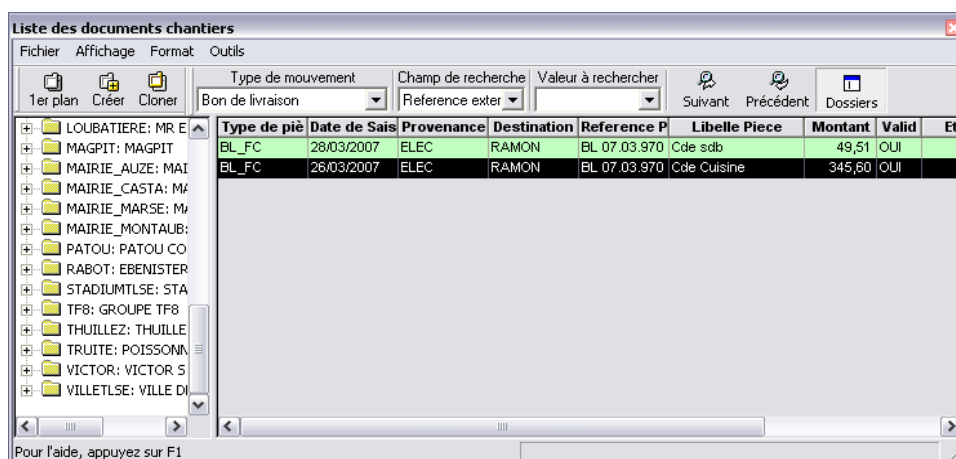 Liste des documents chantiers
Fichier Affichage Format Outils
1er plan Créer Cloner
Type de mouvement
Bon de livraison
Champ de recherche
Reference exter
Valeur à rechercher
Suivant Précédent Dossiers
LOUBATIERE: MR E
MAGPIT: MAGPIT
MAIRIE_AUZE: MAI
MAIRIE_CASTA: MA
MAIRIE_MARSE: MA
MAIRIE_MONTAUB:
PATOU: PATOU CO
RABOT: EBENISTER
STADIUMTLSE: STA
TF8: GROUPE TF8
THUILLEZ: THUILLE
TRUITE: POISSONN
VICTOR: VICTOR S
VILLETLSE: VILLE DE
Type de piè Date de Sais Provenance Destination Reference P Libelle Piece Montant Valid Et
BL_FC 28/03/2007 ELEC RAMON BL 07.03.970 Cde sdb 49,51 OUI
BL_FC 26/03/2007 ELEC RAMON BL 07.03.970 Cde Cuisine 345,60 OUI
Pour l'aide, appuyez sur F1